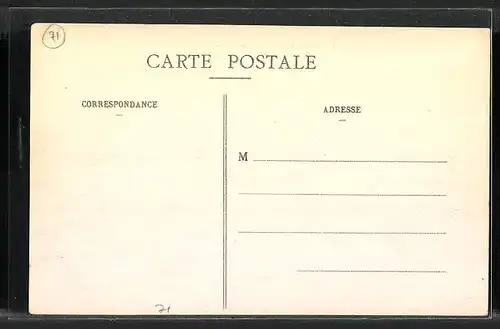 71
CARTE POSTALE
CORRESPONDANCE
ADRESSE
M
71